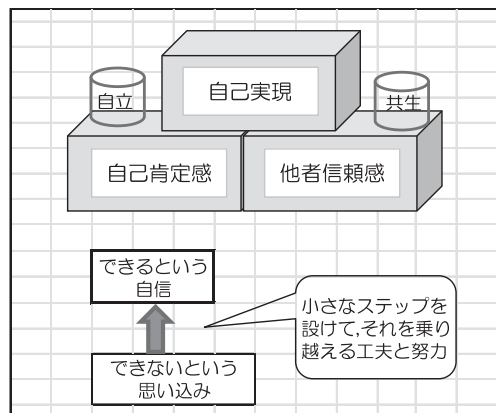 自己実現
自立
共生
自己肯定感
他者信頼感
できるという
自信
小さなステップを
設けて,それを乗り
越える工夫と努力
できないという
思い込み